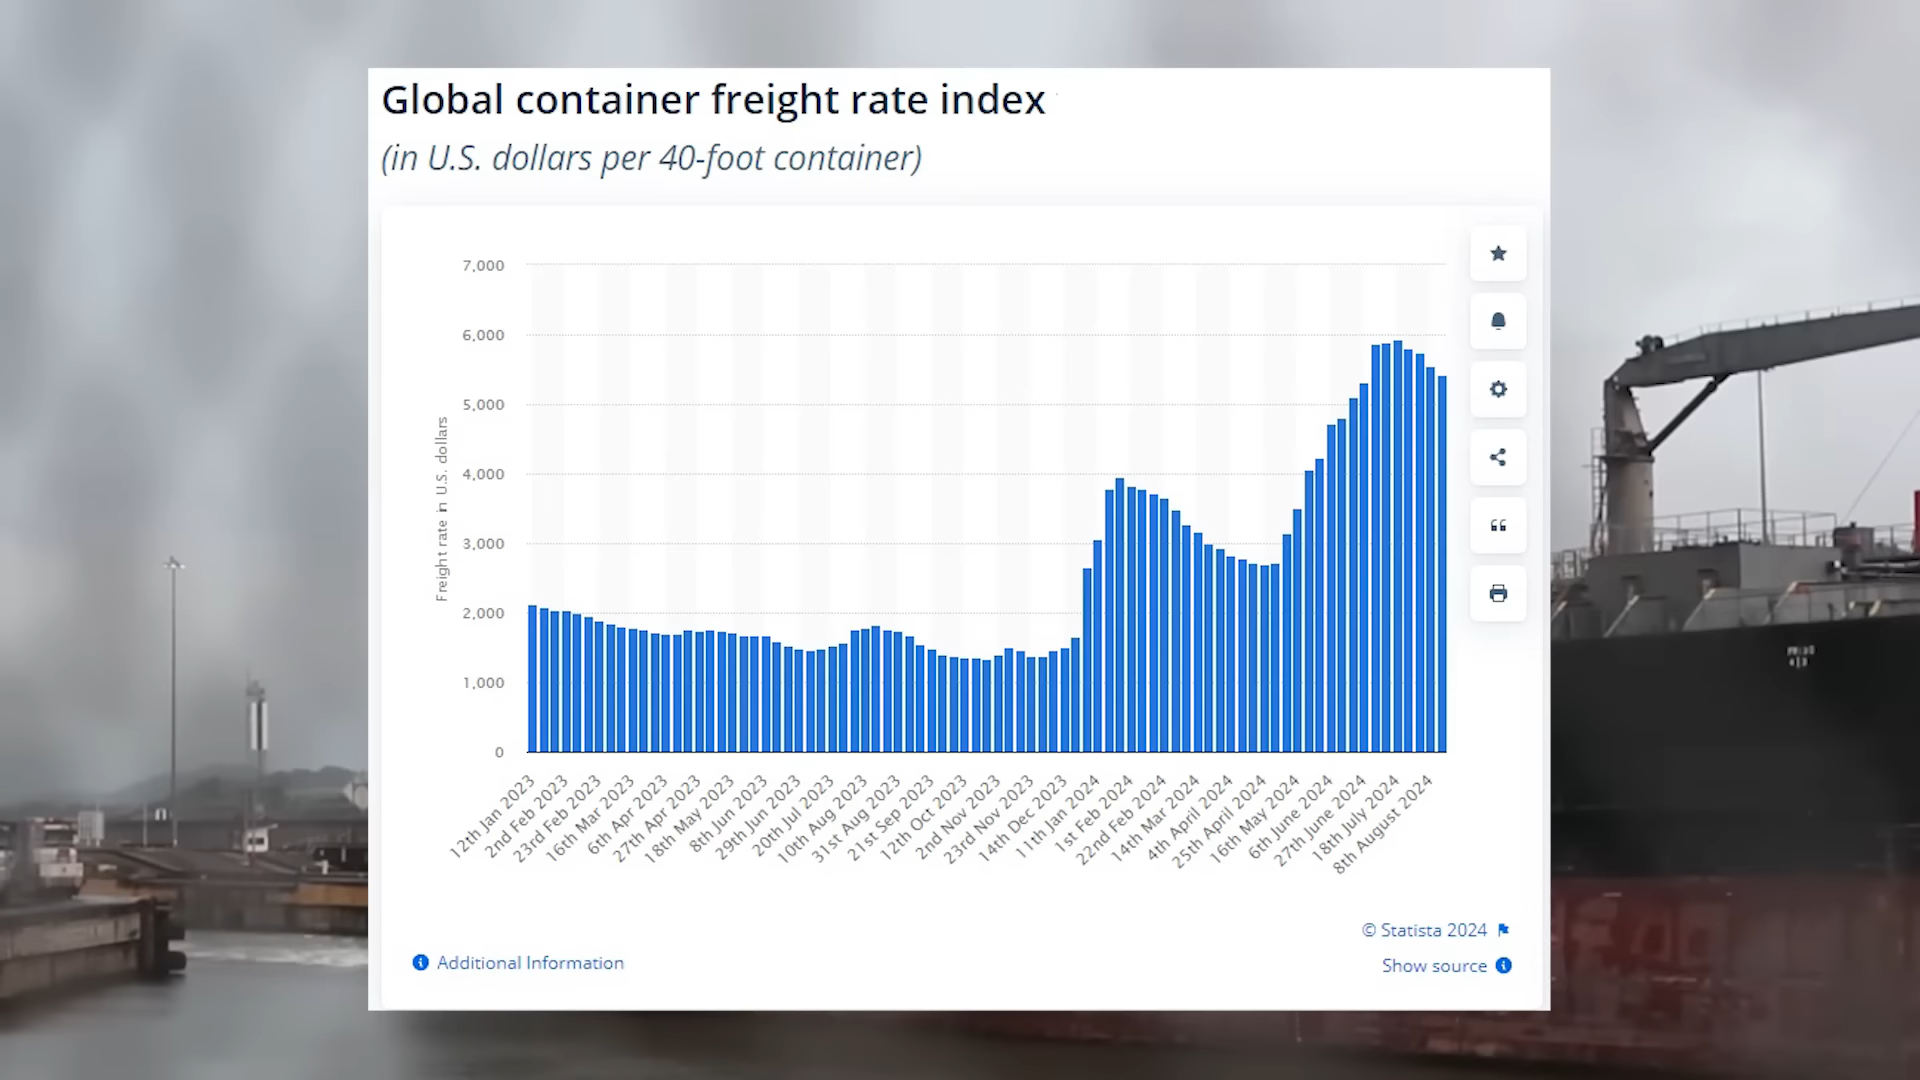 Global container freight rate index
(in U.S. dollars per 40-foot container)
7,000
6,000
5,000
4,000
3,000
2,000
1,000
0
Freight rate in U.S. dollars
12th Jan 2023
2nd Feb 2023
23rd Feb 2023
16th Mar 2023
6th Apr 2023
27th Apr 2023
18th May 2023
8th Jun 2023
29th Jun 2023
20th Jul 2023
10th Aug 2023
31st Aug 2023
21st Sep 2023
12th Oct 2023
2nd Nov 2023
23rd Nov 2023
14th Dec 2023
11th Jan 2024
1st Feb 2024
22nd Feb 2024
14th Mar 2024
4th April 2024
25th April 2024
16th May 2024
6th June 2024
27th June 2024
18th July 2024
8th August 2024
© Statista 2024
Additional Information
Show source